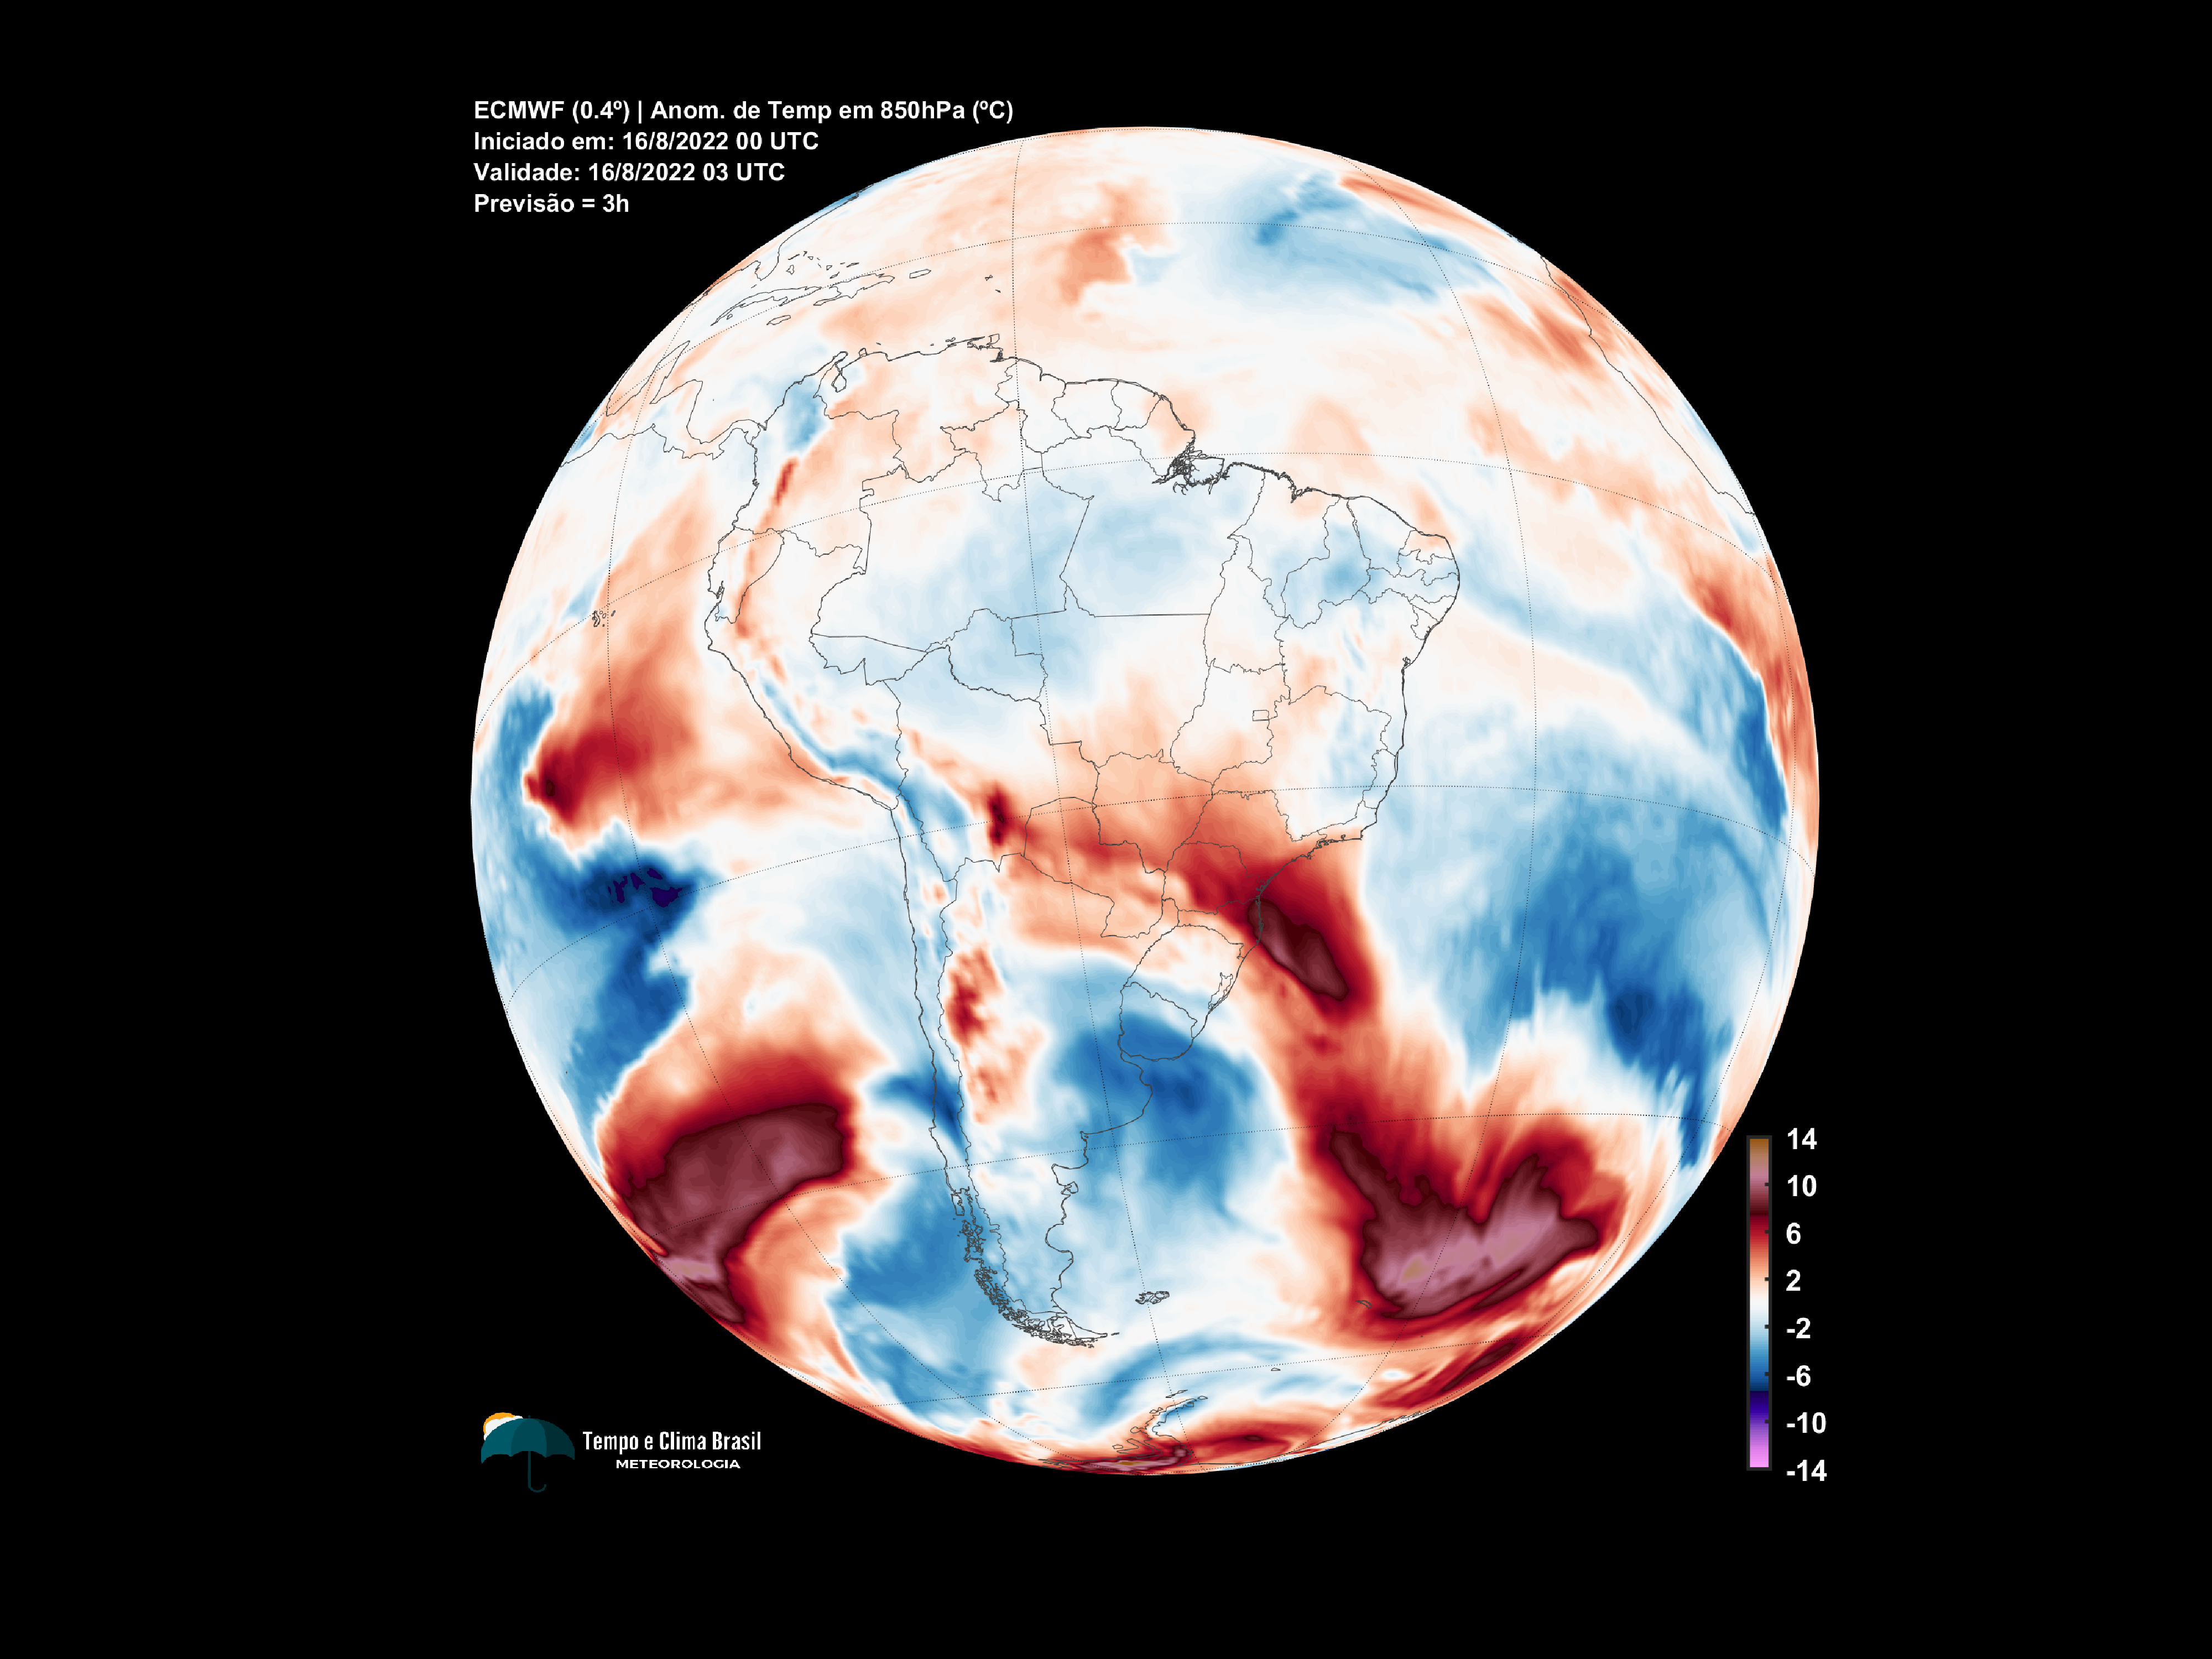 ECMWF (0.4º) | Anom. de Temp em 850hPa (ºC)
Iniciado em: 16/8/2022 00 UTC
Validade: 16/8/2022 03 UTC
Previsão = 3h
14
10
6
2
-2
-6
-10
-14
Tempo e Clima Brasil
METEOROLOGIA